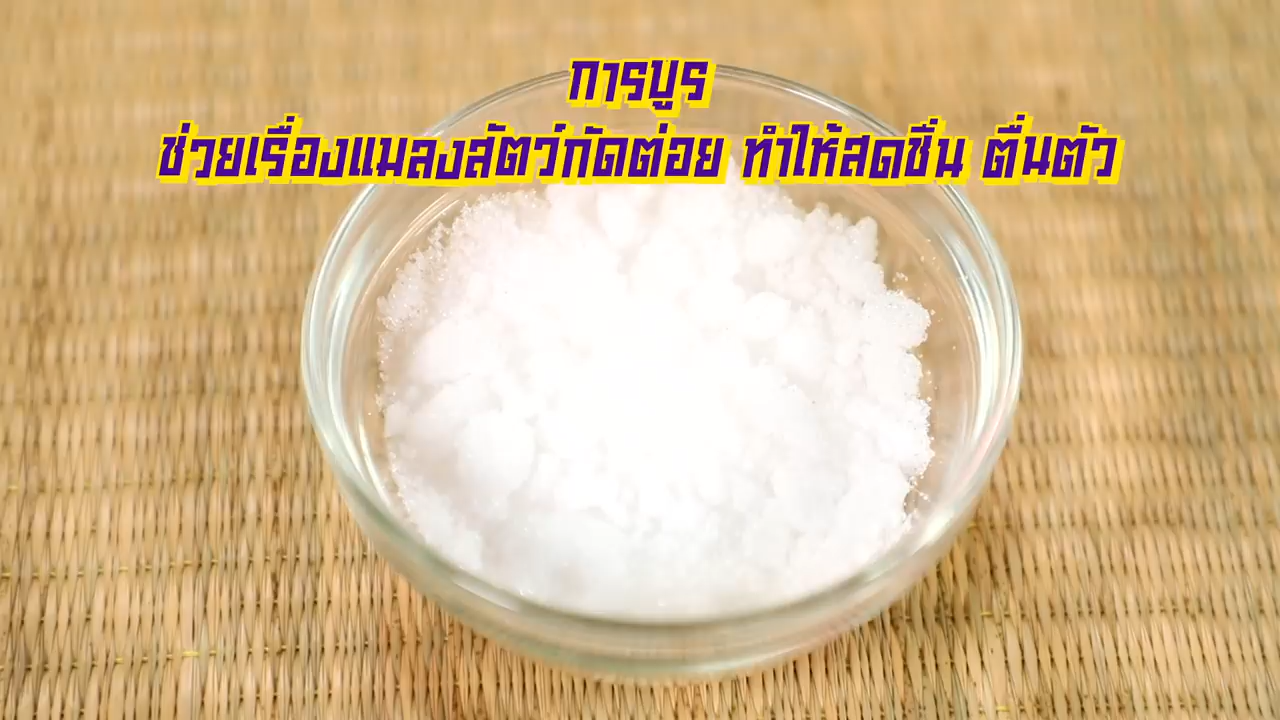 การบูร
ช่วยเรื่องแมลงสัตว์กัดต่อย ทำให้สดชื่น ตื่นตัว